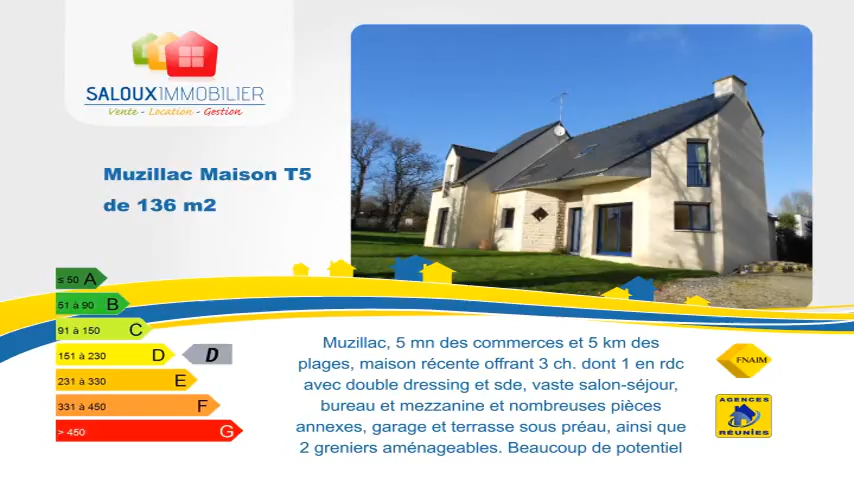 SALOUXIMMOBILIER
Vente - Location - Gestion
Muzillac Maison T5
de 136 m2
≤ 50 A
51 à 90 B
91 à 150 C
151 à 230 D
D
231 à 330 E
331 à 450 F
> 450 G
Muzillac, 5 mn des commerces et 5 km des
plages, maison récente offrant 3 ch. dont 1 en rdc
avec double dressing et sde, vaste salon-séjour,
bureau et mezzanine et nombreuses pièces
annexes, garage et terrasse sous préau, ainsi que
2 greniers aménageables. Beaucoup de potentiel
FNAIM
AGENCES
RÉUNIES